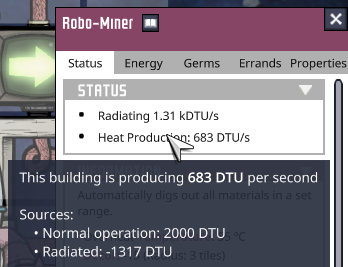 Robo-Miner
Status Energy Germs Errands Properties
STATUS
• Radiating 1.31 kDTU/s
• Heat Production: 683 DTU/s
This building is producing 683 DTU per second
Automatically digs out all materials in a set
range.
Sources:
• Normal operation: 2000 DTU
• Radiated: -1317 DTU